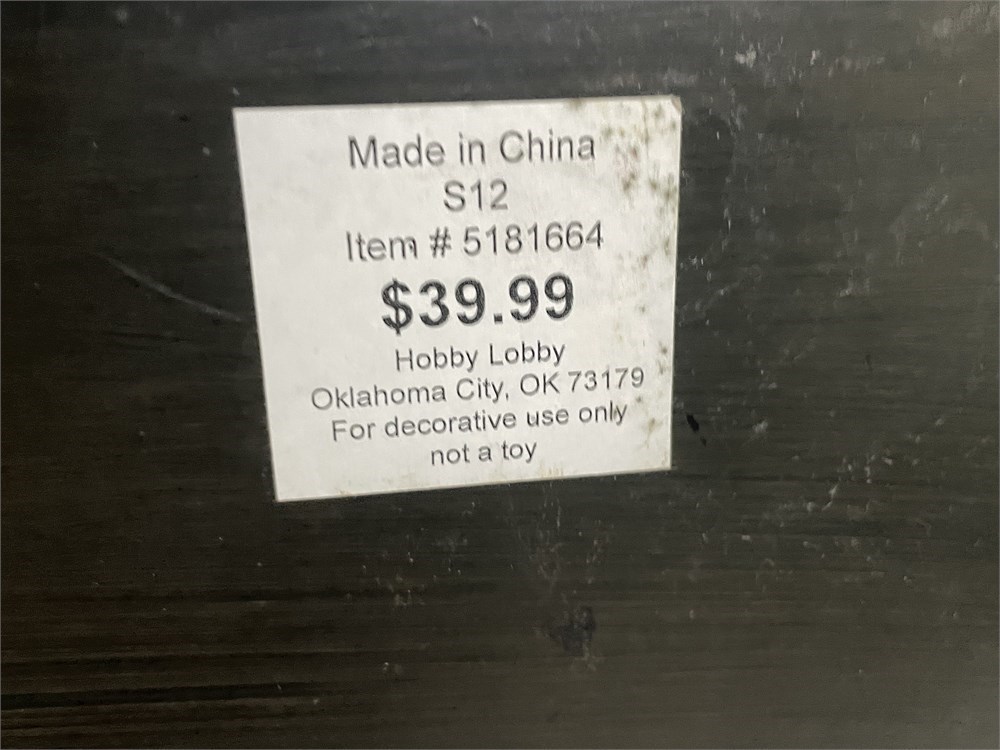 Made in China
S12
Item # 5181664
$39.99
Hobby Lobby
Oklahoma City, OK 73179
For decorative use only
not a toy